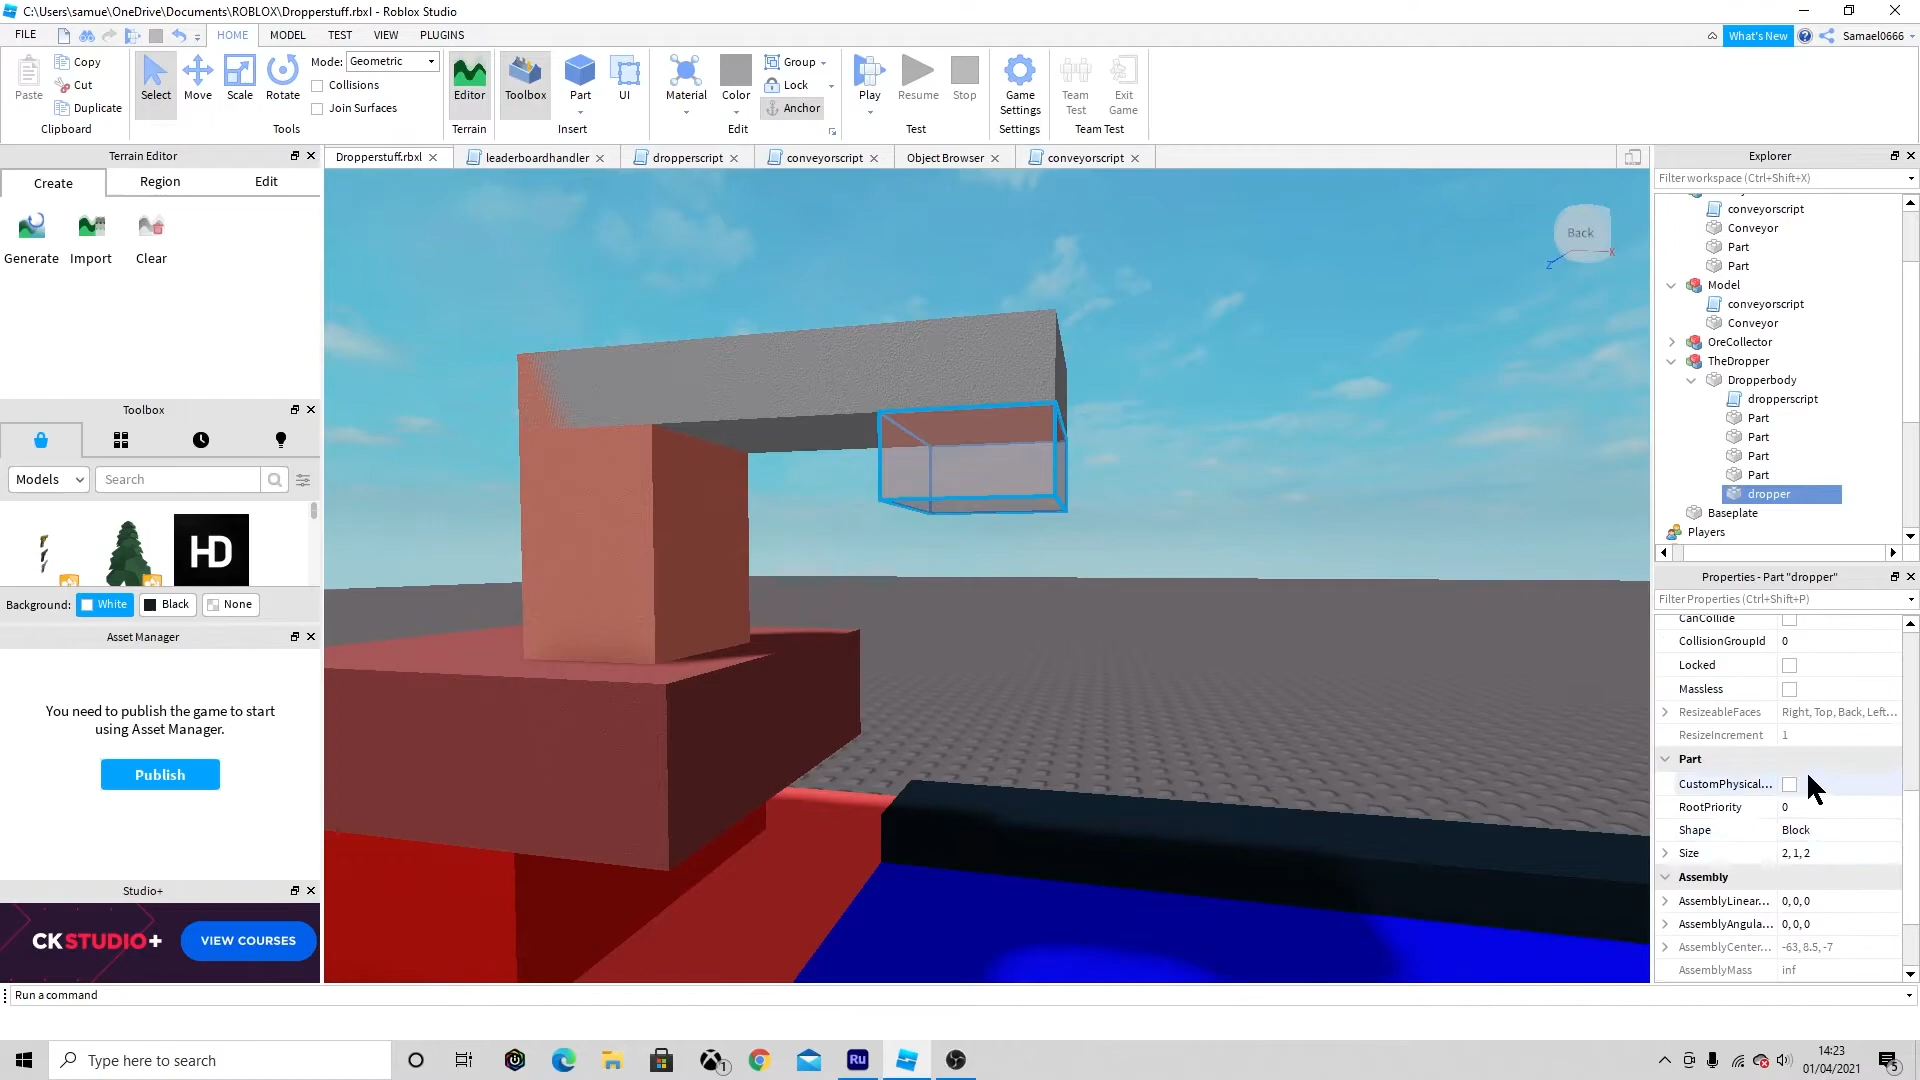 C:\Users\samue\OneDrive\Documents\ROBLOX\Dropperstuff.rbxl - Roblox Studio
FILE HOME MODEL TEST VIEW PLUGINS What's New Samael0666
Paste Copy Cut Duplicate Clipboard
Select Move Scale Rotate Mode: Geometric Collisions Join Surfaces Tools
Editor Terrain
Toolbox Part UI Insert
Material Color Group Lock Anchor Edit
Play Resume Stop Test
Game Settings Settings
Team Test Exit Game Team Test
Terrain Editor
Create Region Edit
Generate Import Clear
Toolbox
Models Search
HD
Background: White Black None
Asset Manager
You need to publish the game to start
using Asset Manager.
Publish
Studio+
CKSTUDIO+ VIEW COURSES
Dropperstuff.rbxl leaderboardhandler dropperscript conveyorscript Object Browser conveyorscript
Back
X
Z
Explorer
Filter workspace (Ctrl+Shift+X)
conveyorscript
Conveyor
Part
Part
Model
conveyorscript
Conveyor
OreCollector
TheDropper
Dropperbody
dropperscript
Part
Part
Part
Part
dropper
Baseplate
Players
Properties - Part "dropper"
Filter Properties (Ctrl+Shift+P)
CanCollide
CollisionGroupId 0
Locked
Massless
ResizeableFaces Right, Top, Back, Left...
ResizeIncrement 1
Part
CustomPhysical...
RootPriority 0
Shape Block
Size 2, 1, 2
Assembly
AssemblyLinear... 0, 0, 0
AssemblyAngula... 0, 0, 0
AssemblyCenter... -63, 8.5, -7
AssemblyMass inf
Run a command
Type here to search
1
Ru
14:23
01/04/2021
5